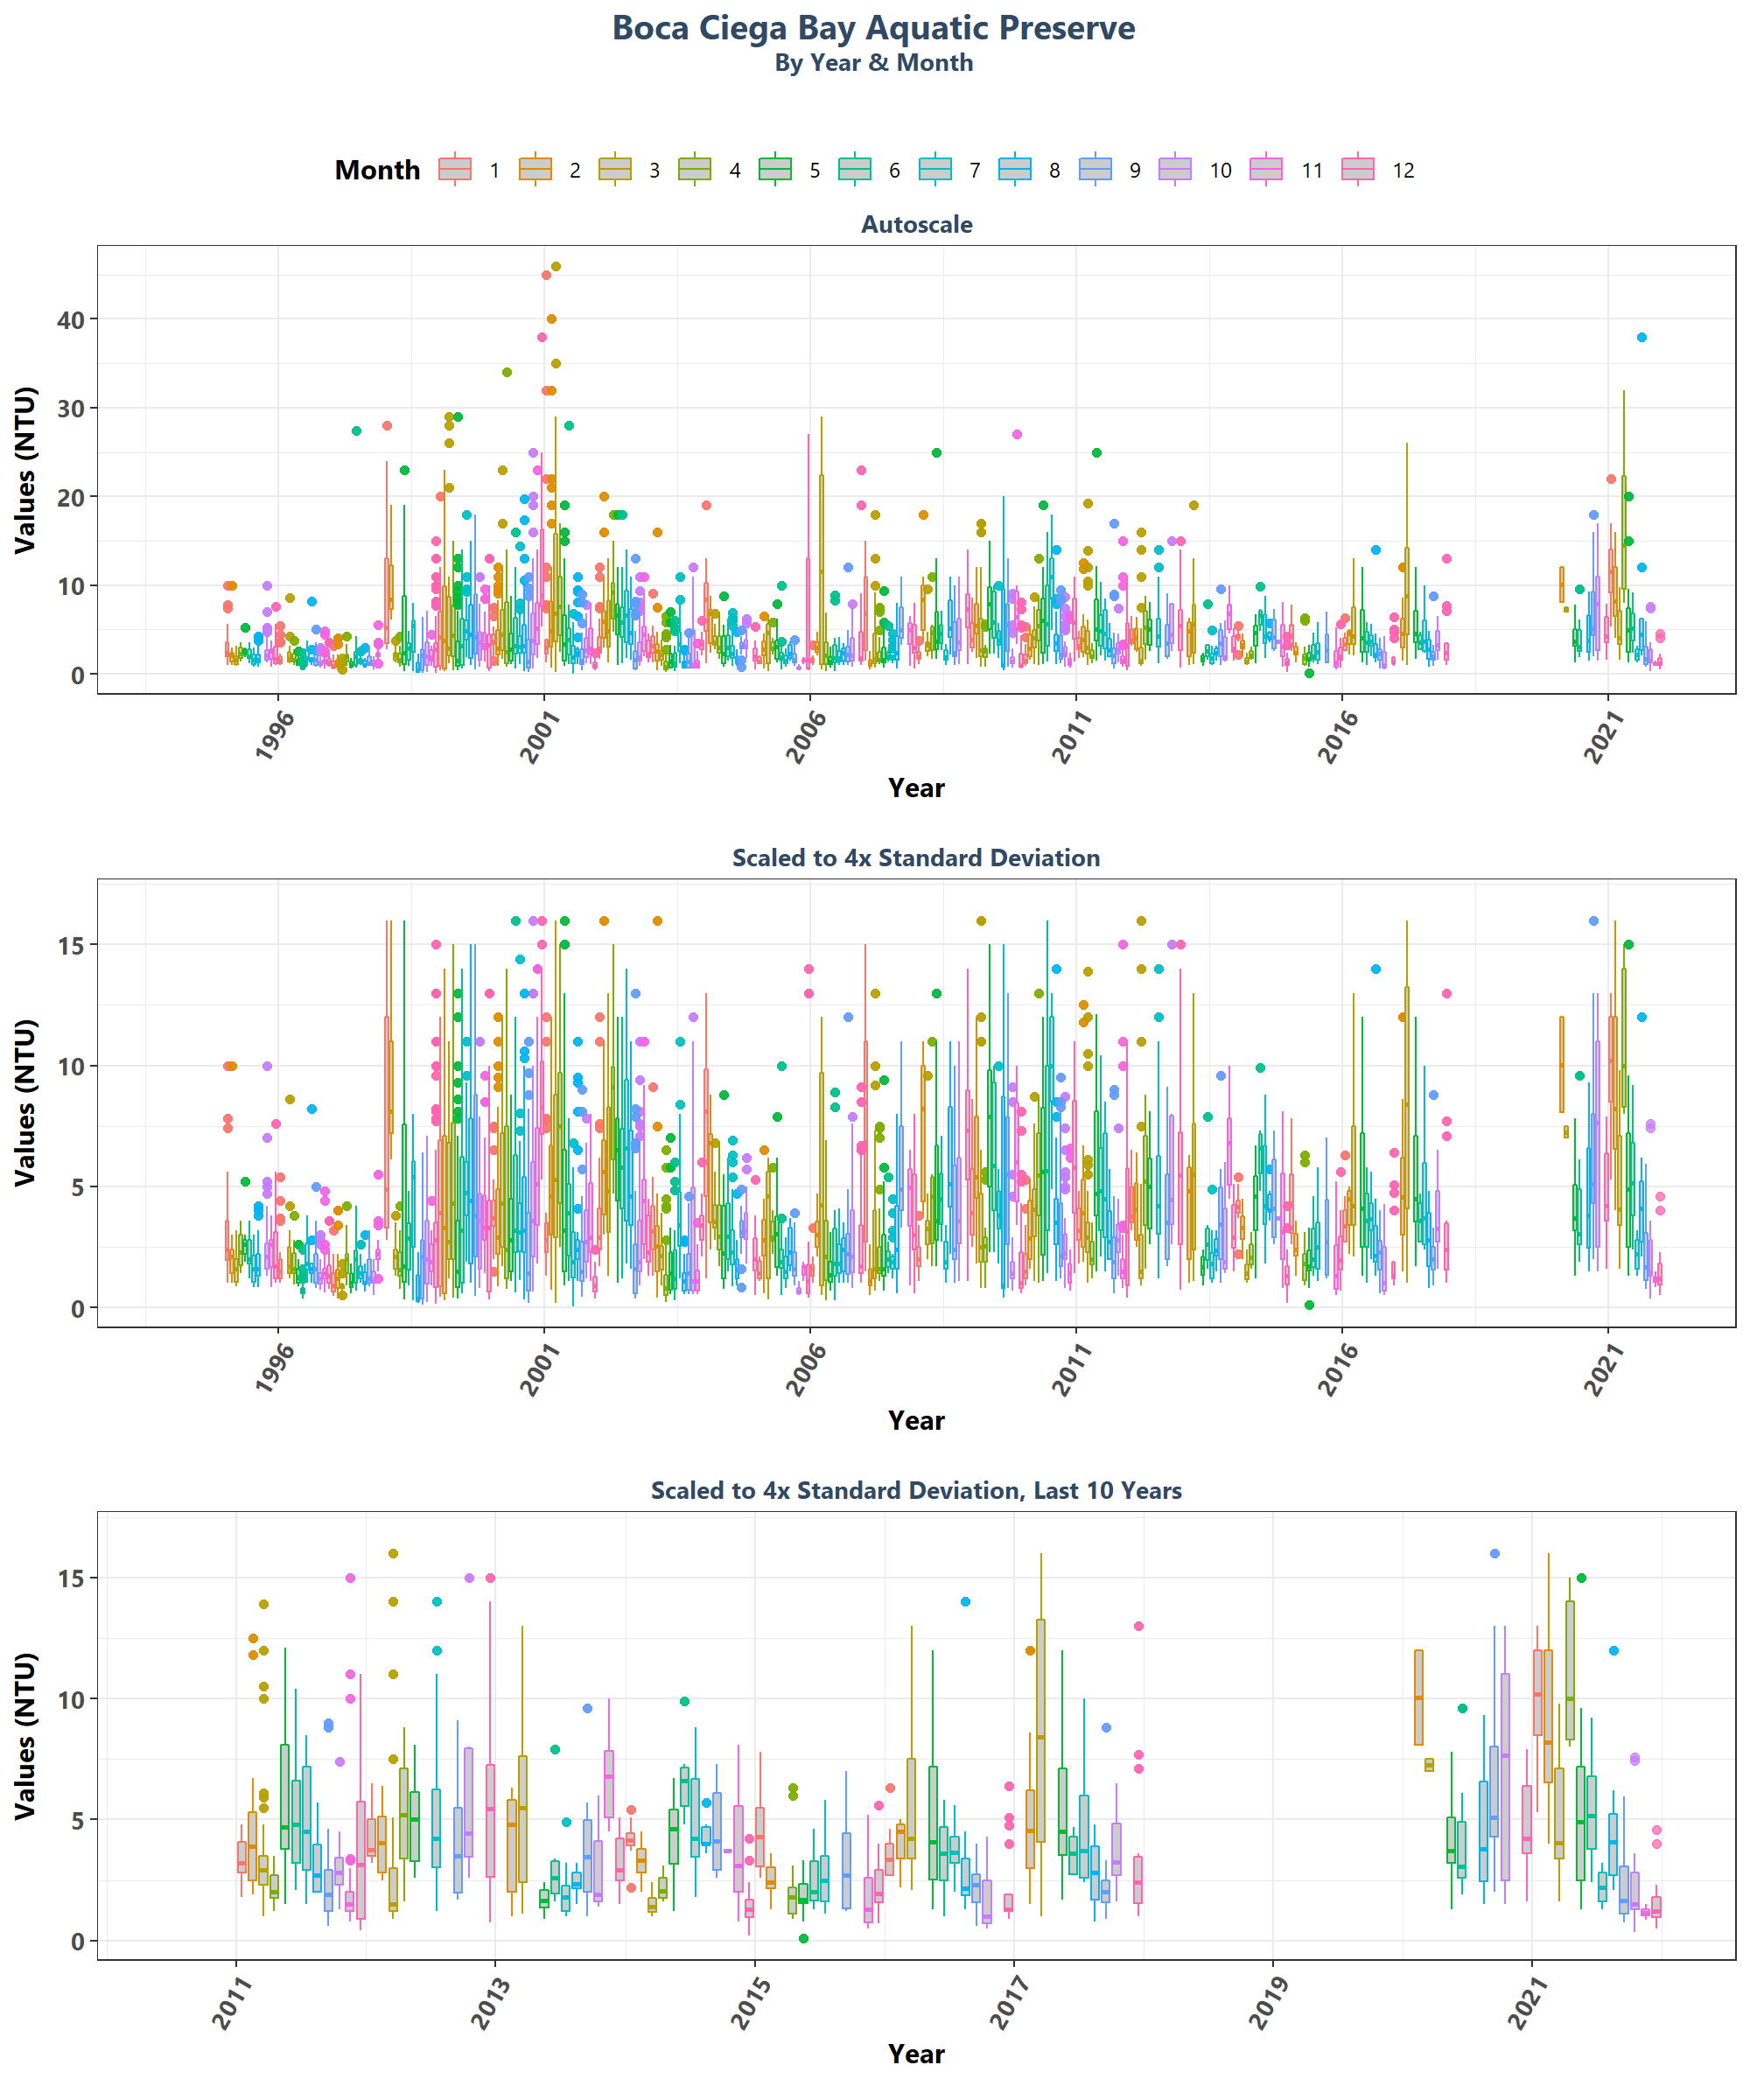 Boca Ciega Bay Aquatic Preserve
By Year & Month
Month 1 2 3 4 5 6 7 8 9 10 11 12
Autoscale
Values (NTU)
40
30
20
10
0
1996 2001 2006 2011 2016 2021
Year
Scaled to 4x Standard Deviation
Values (NTU)
15
10
5
0
1996 2001 2006 2011 2016 2021
Year
Scaled to 4x Standard Deviation, Last 10 Years
Values (NTU)
15
10
5
0
2011 2013 2015 2017 2019 2021
Year